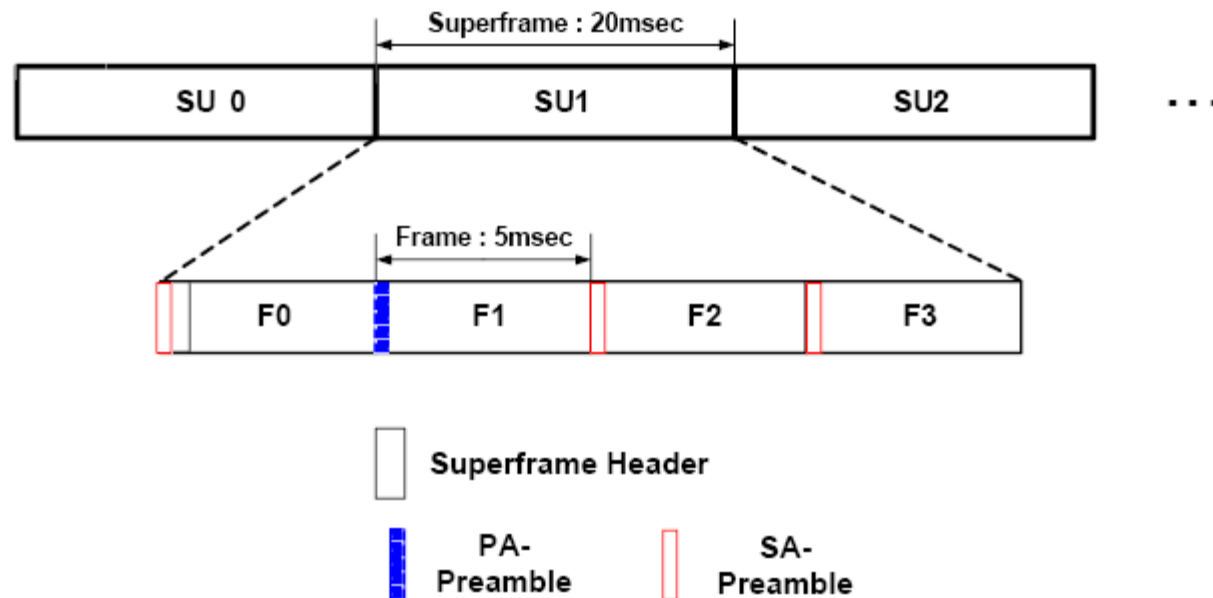 Superframe : 20msec
SU 0
SU1
SU2
...
Frame : 5msec
F0
F1
F2
F3
Superframe Header
PA-
Preamble
SA-
Preamble